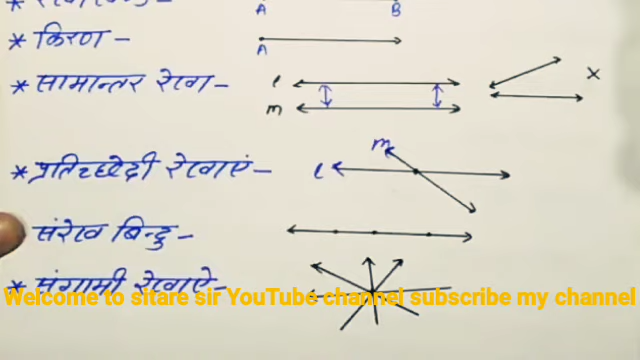 A B
* किरण -
A
* सामान्तर रेखा - l m x
* प्रतिच्छेदी रेखाएं - l m
संरेख बिन्दु -
* संगामी रेखाऐ -
Welcome to sitare sir YouTube channel subscribe my channel